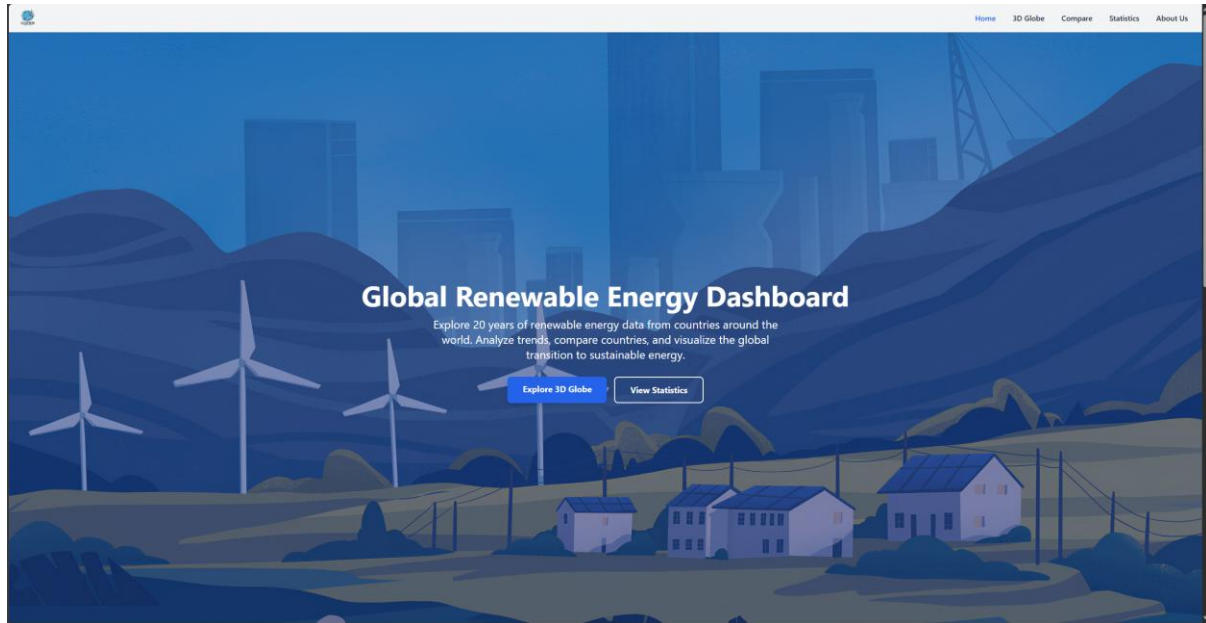 Home
3D Globe
Compare
Statistics
About Us
Global Renewable Energy Dashboard
Explore 20 years of renewable energy data from countries around the
world. Analyze trends, compare countries, and visualize the global
transition to sustainable energy.
Explore 3D Globe
View Statistics